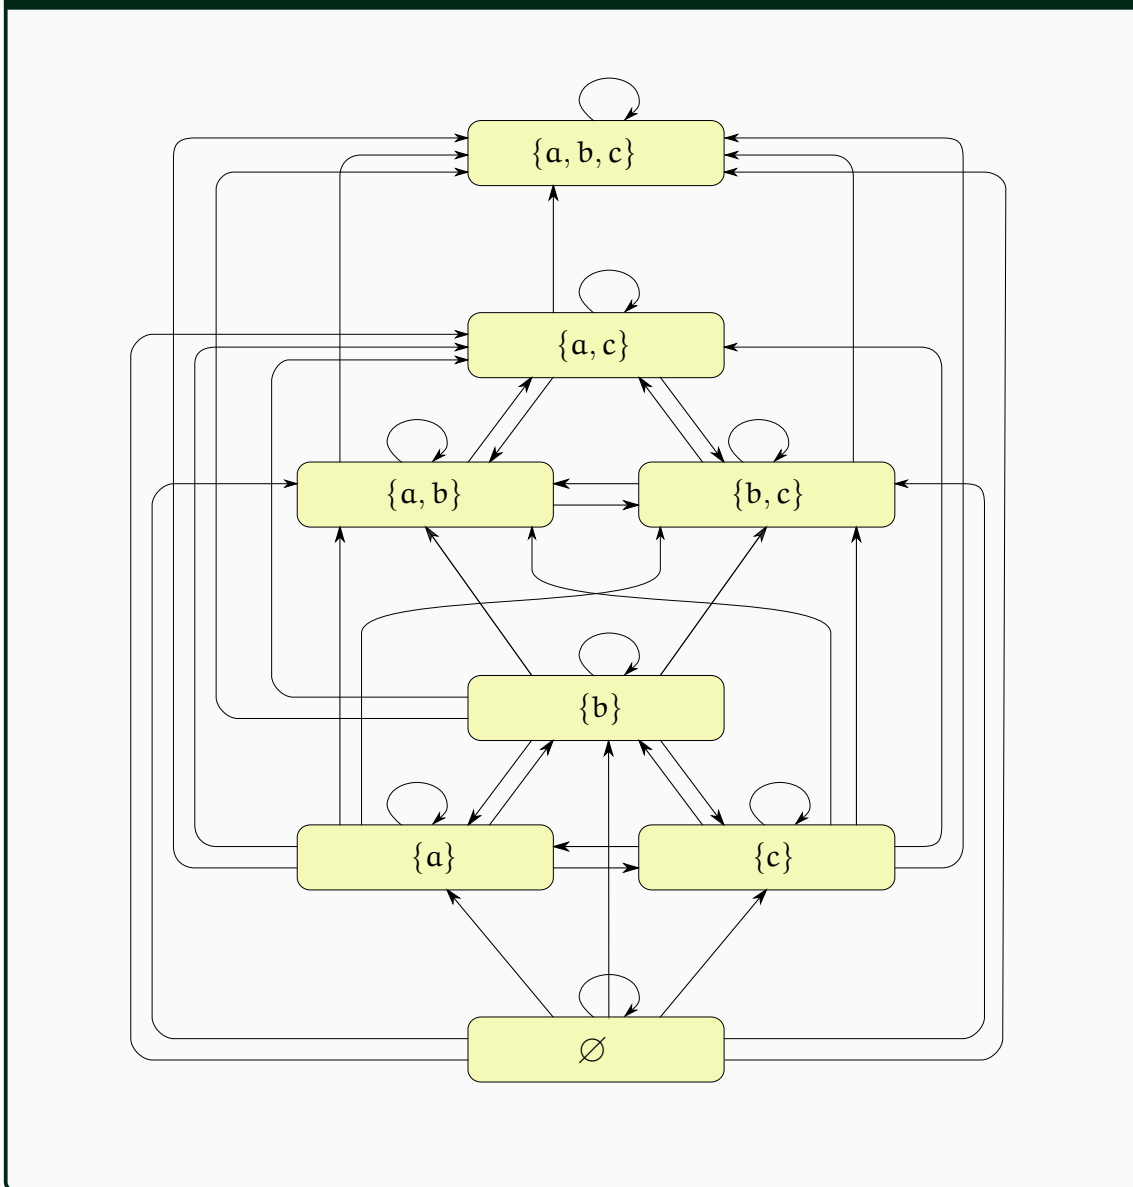 {a, b, c}
{a, c}
{a, b}
{b, c}
{b}
{a}
{c}
∅